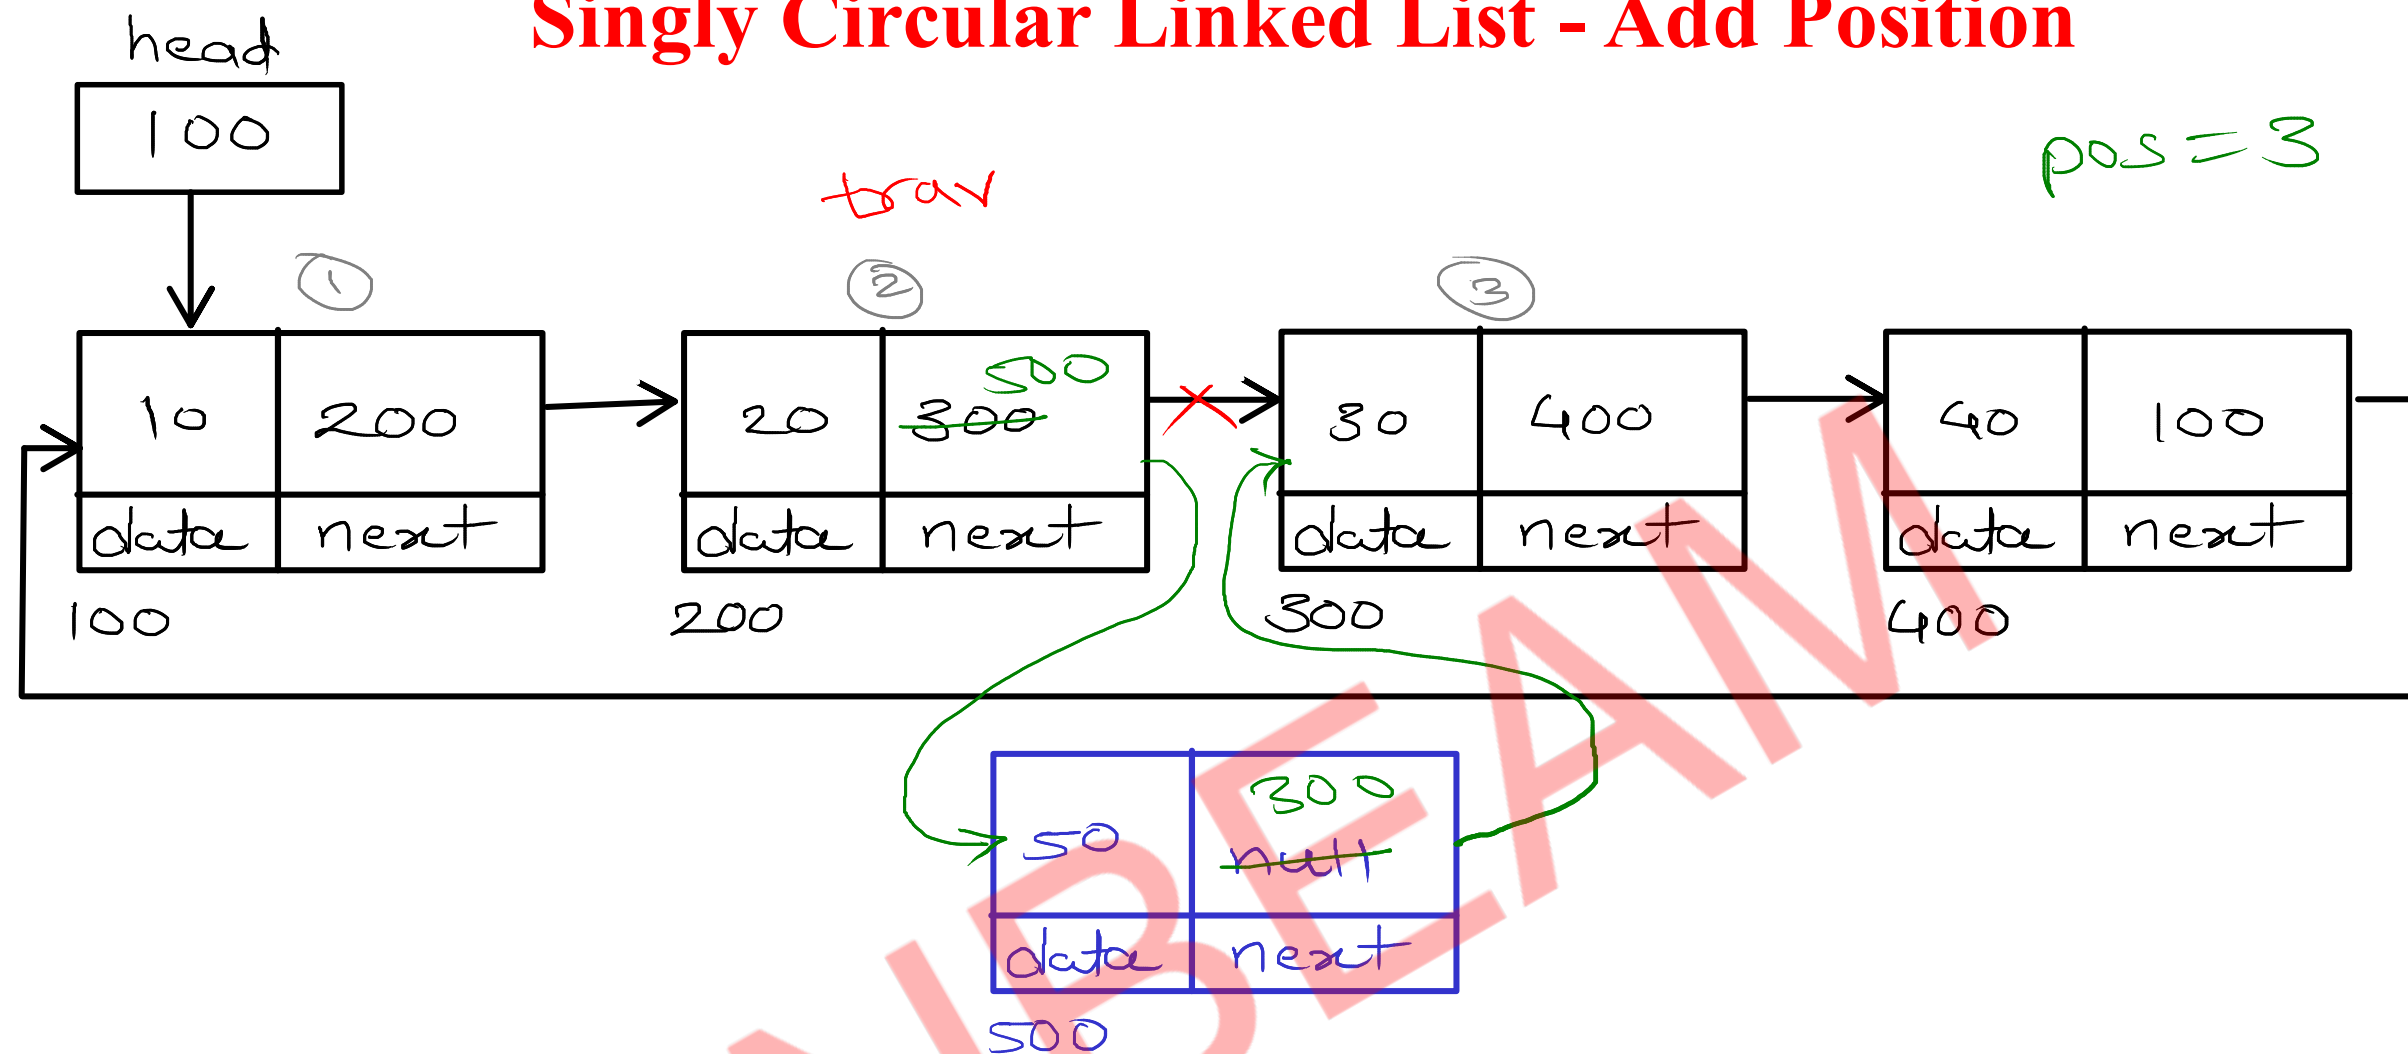 Singly Circular Linked List - Add Position
head
100
pos = 3
trav
1 2 3
10 200 20 300 500 30 400 40 100
data next data next data next data next
100 200 300 400
50 null 300
data next
500
NBEAM